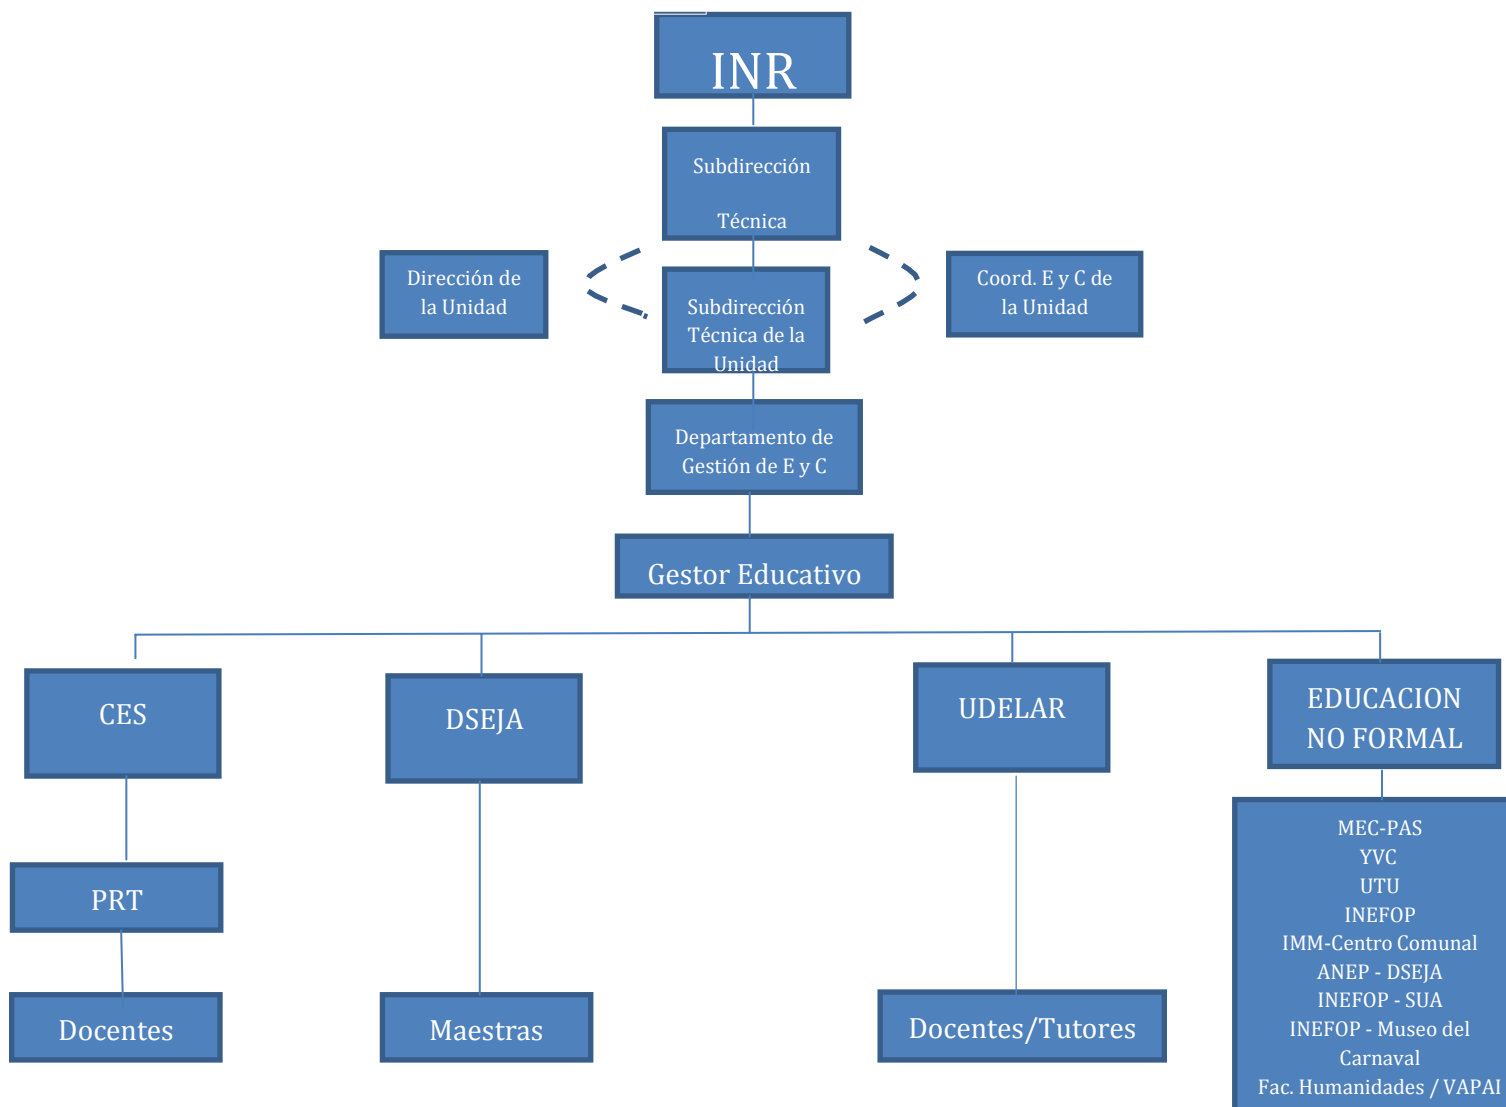 INR
Subdirección
Técnica
Dirección de
la Unidad
Subdirección
Técnica de la
Unidad
Coord. E y C de
la Unidad
Departamento de
Gestión de E y C
Gestor Educativo
CES
DSEJA
UDELAR
EDUCACION
NO FORMAL
PRT
Docentes
Maestras
Docentes/Tutores
MEC-PAS
YVC
UTU
INEFOP
IMM-Centro Comunal
ANEP - DSEJA
INEFOP - SUA
INEFOP - Museo del
Carnaval
Fac. Humanidades / VAPAI